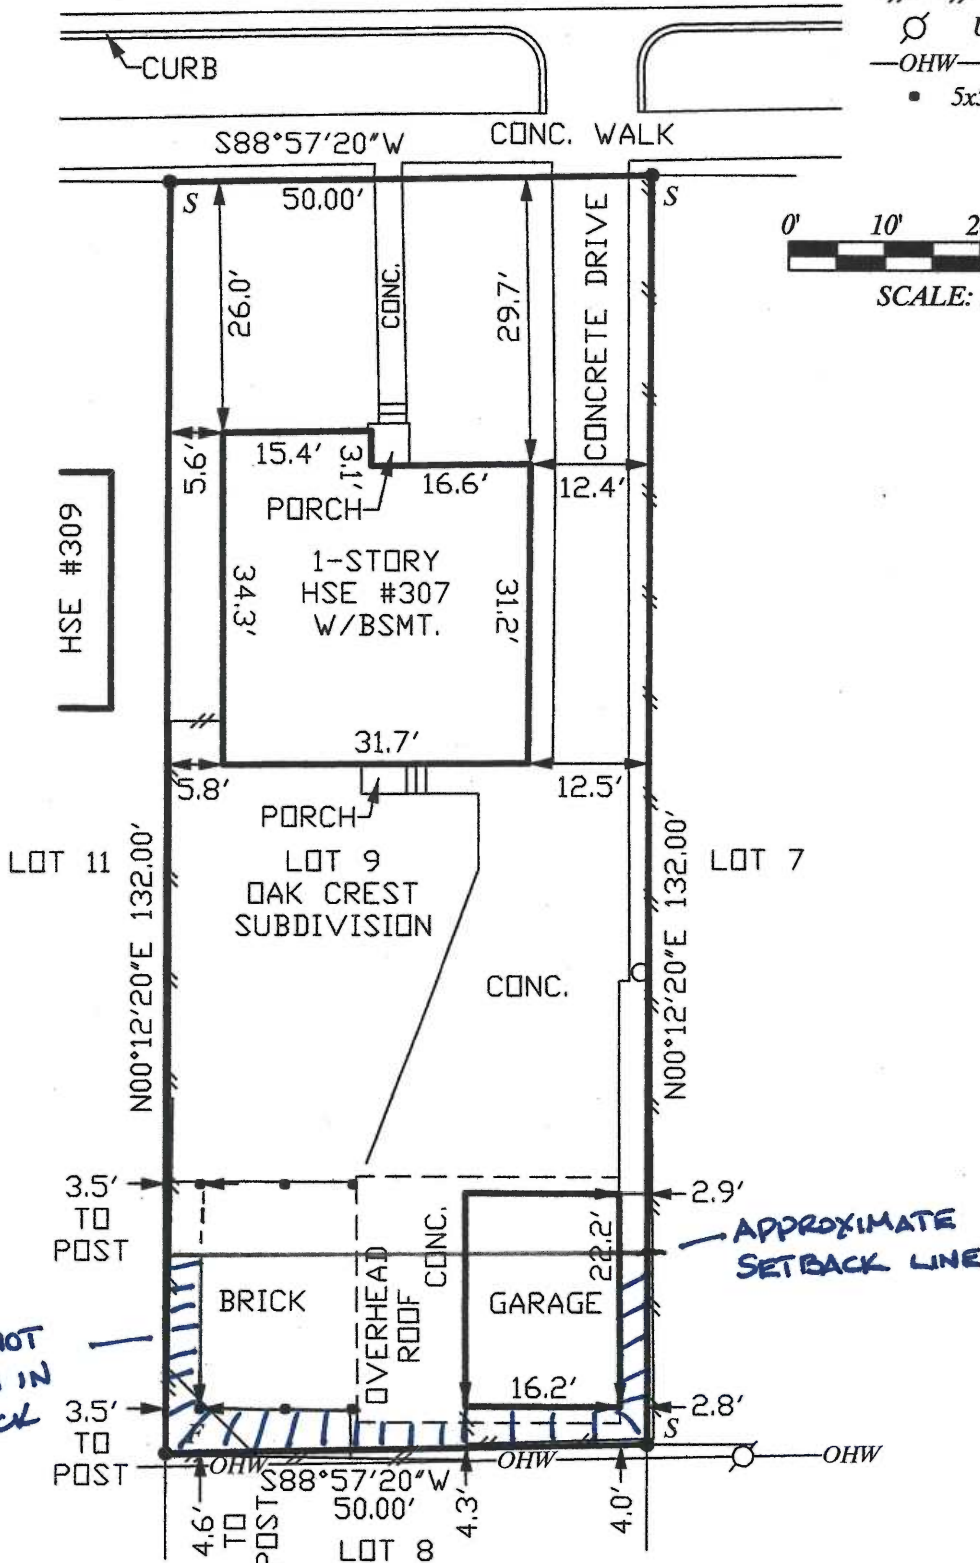 CURB
OHW
S88°57'20"W
CONC. WALK
50.00'
S
S
0'
10'
SCALE:
26.0'
CONC.
29.7'
CONCRETE DRIVE
5.6'
15.4'
3.1'
16.6'
12.4'
PORCH
HSE #309
1-STORY
HSE #307
W/BSMT.
34.3'
31.2'
31.7'
5.8'
12.5'
PORCH
LOT 11
LOT 9
OAK CREST
SUBDIVISION
LOT 7
N00°12'20"E 132.00'
N00°12'20"E 132.00'
CONC.
3.5'
TO
POST
2.9'
APPROXIMATE
SETBACK LINE
CONC.
22.2'
BRICK
OVERHEAD
ROOF
GARAGE
16.2'
IN
3.5'
TO
POST
2.8'
F
S
OHW
S88°57'20"W
OHW
OHW
50.00'
4.6'
TO
POST
4.3'
4.0'
LOT 8